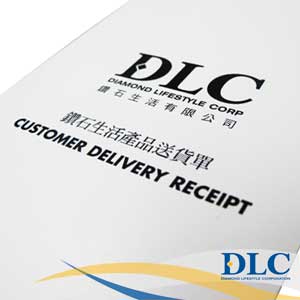 DLC
DIAMOND LIFESTYLE CORP
鑽石生活有限公司
鑽石生活產品送貨單
CUSTOMER DELIVERY RECEIPT
DLC
DIAMOND LIFESTYLE CORPORATION